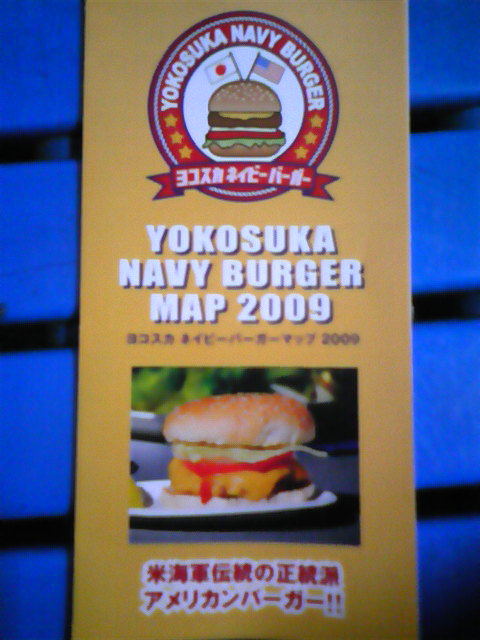 YOKOSUKA NAVY BURGER
ヨコスカ ネイビーバーガー
YOKOSUKA
NAVY BURGER
MAP 2009
ヨコスカ ネイビーバーガーマップ 2009
米海軍伝統の正統派
アメリカンバーガー!!